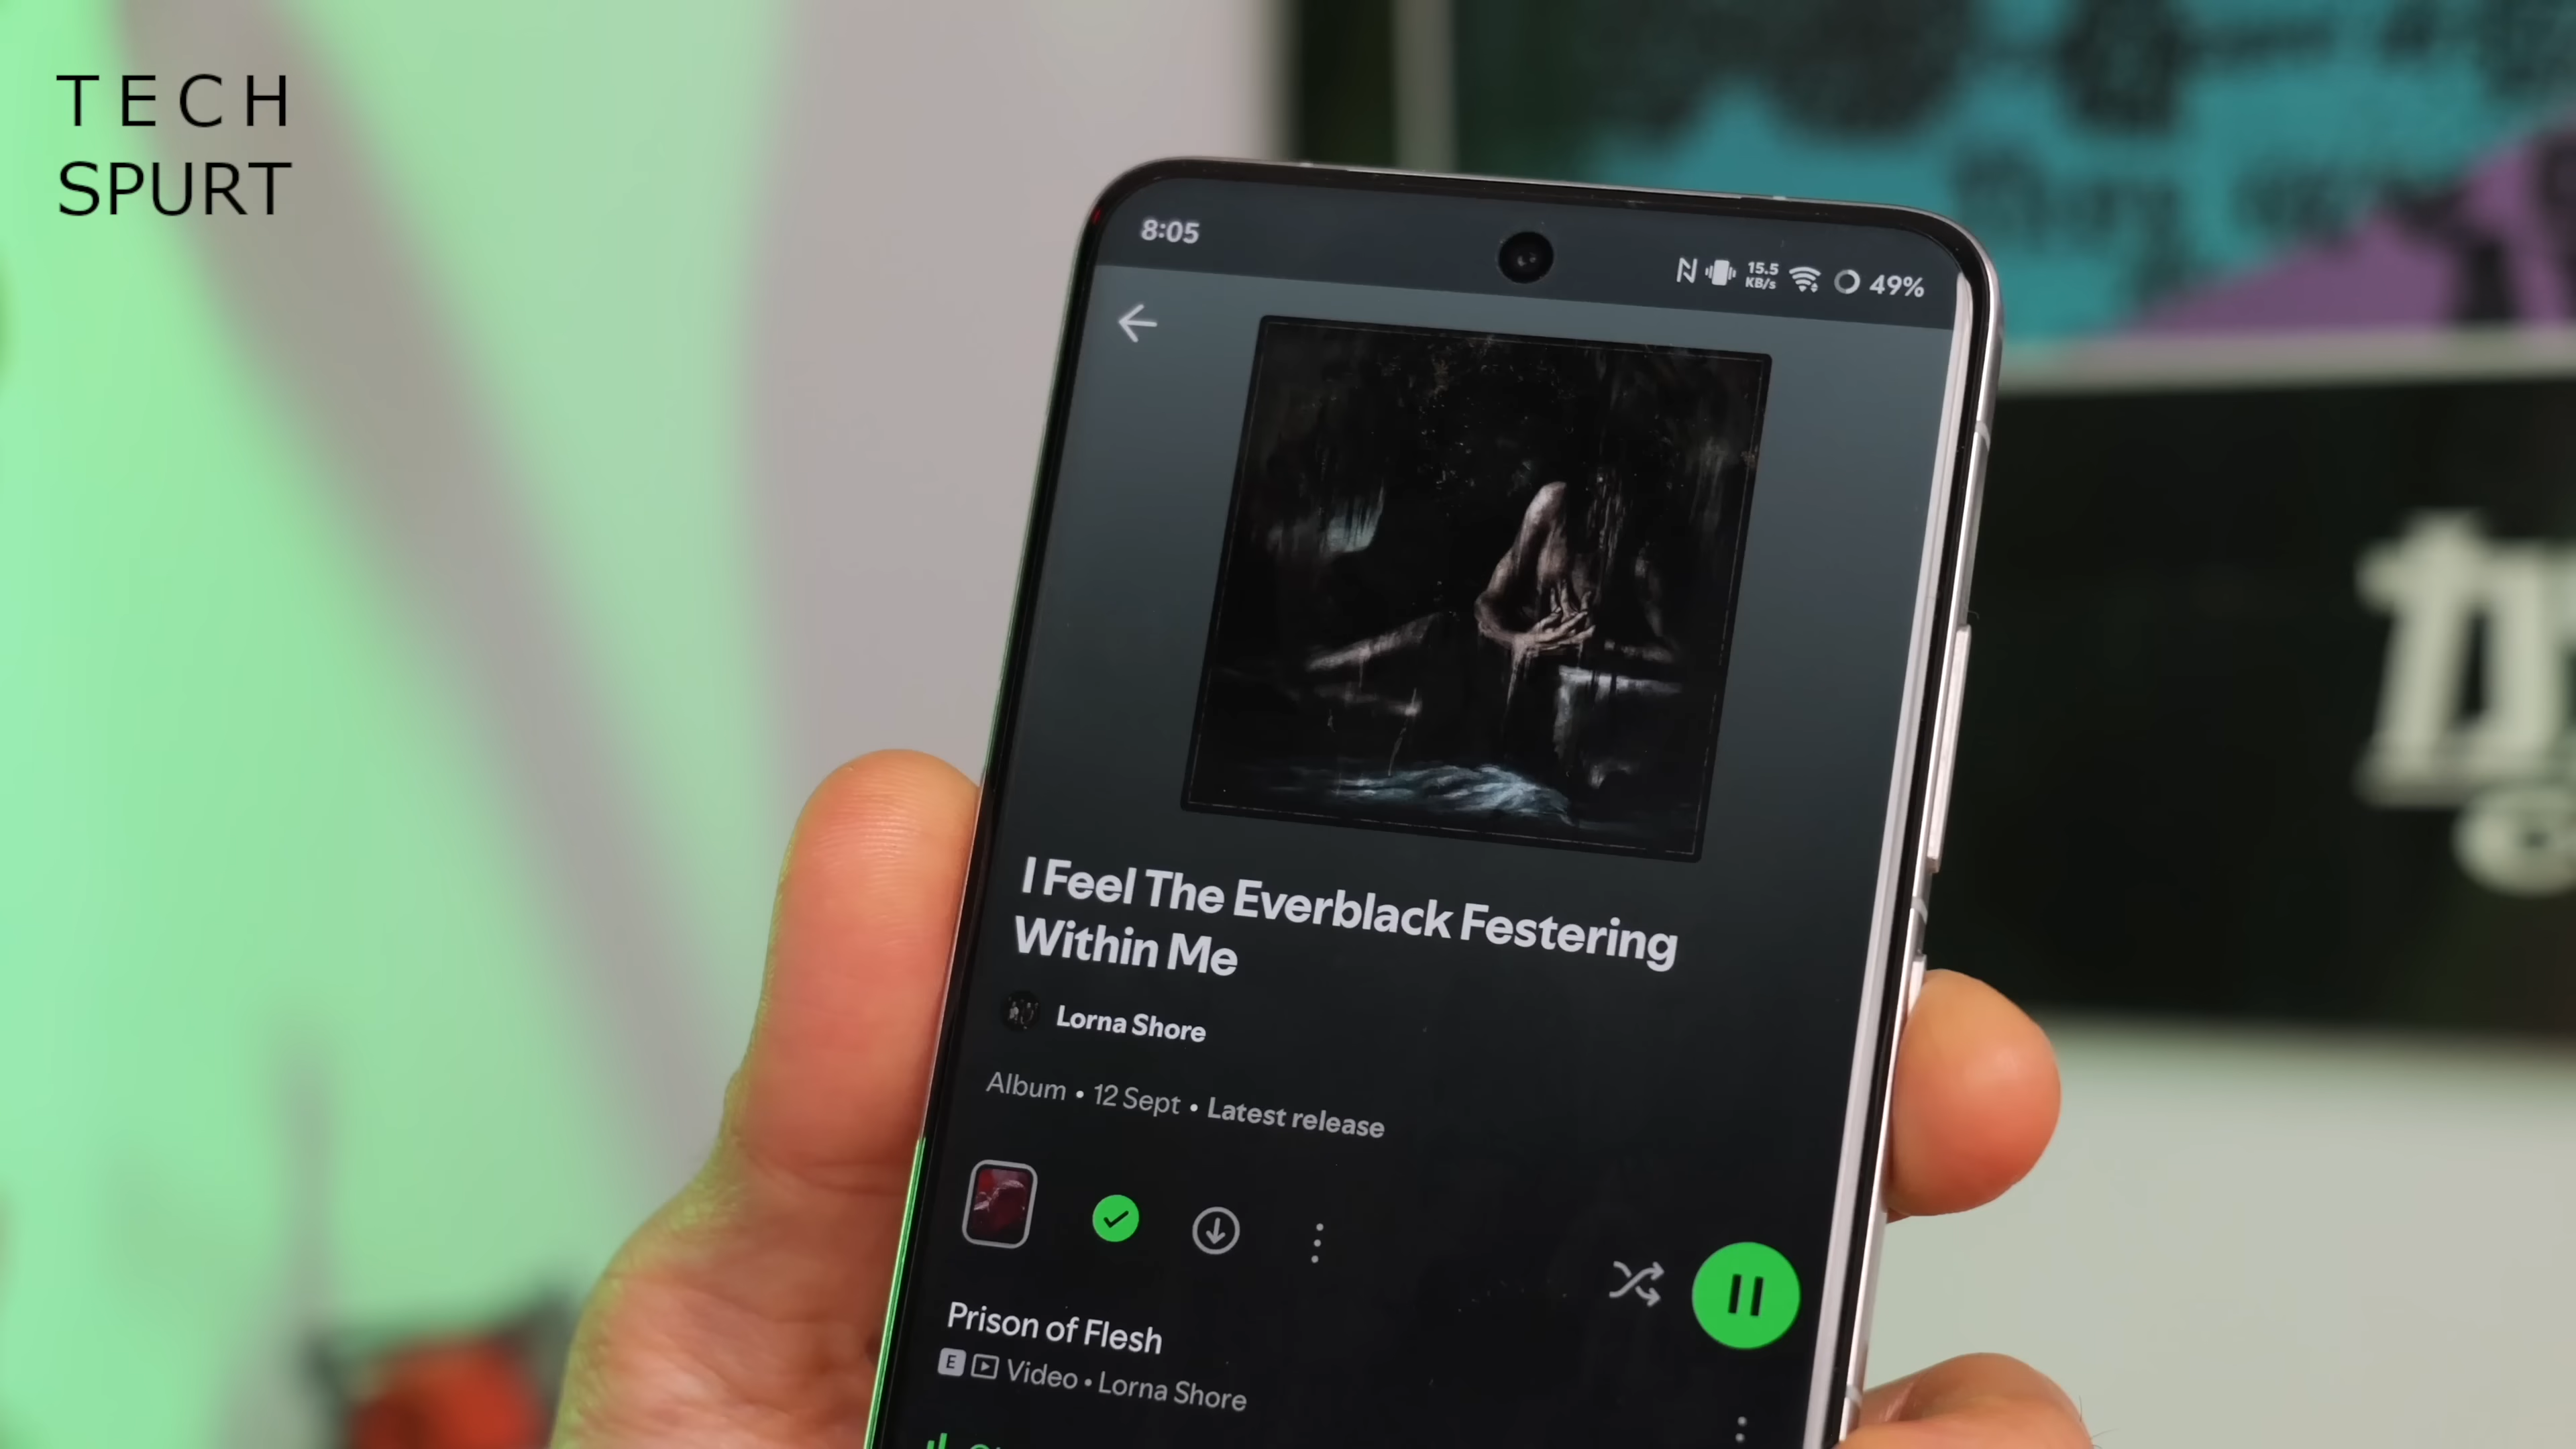 TECH
SPURT
8:05
15.5
KB/s
49%
I Feel The Everblack Festering
Within Me
Lorna Shore
Album • 12 Sept • Latest release
Prison of Flesh
E Video • Lorna Shore